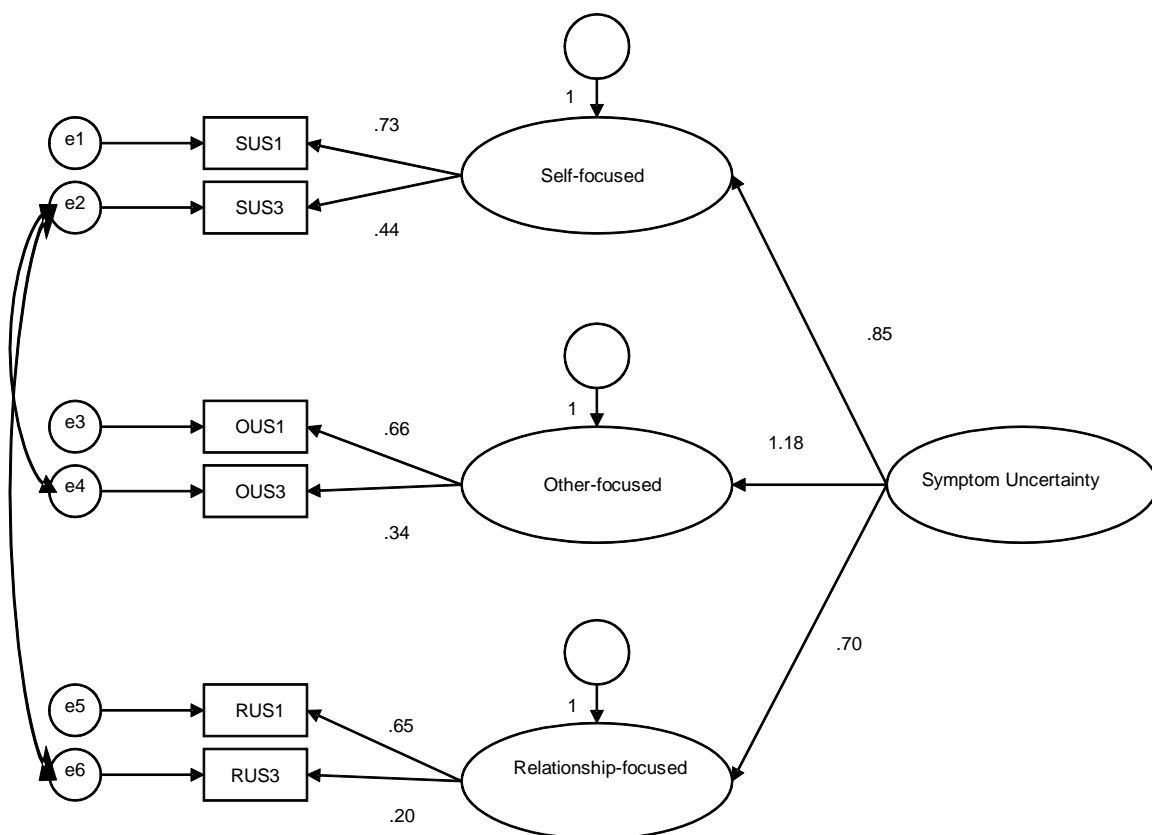 1
e1
SUS1
.73
Self-focused
e2
SUS3
.44
.85
1
e3
OUS1
.66
1.18
Other-focused
Symptom Uncertainty
e4
OUS3
.34
.70
1
e5
RUS1
.65
Relationship-focused
e6
RUS3
.20